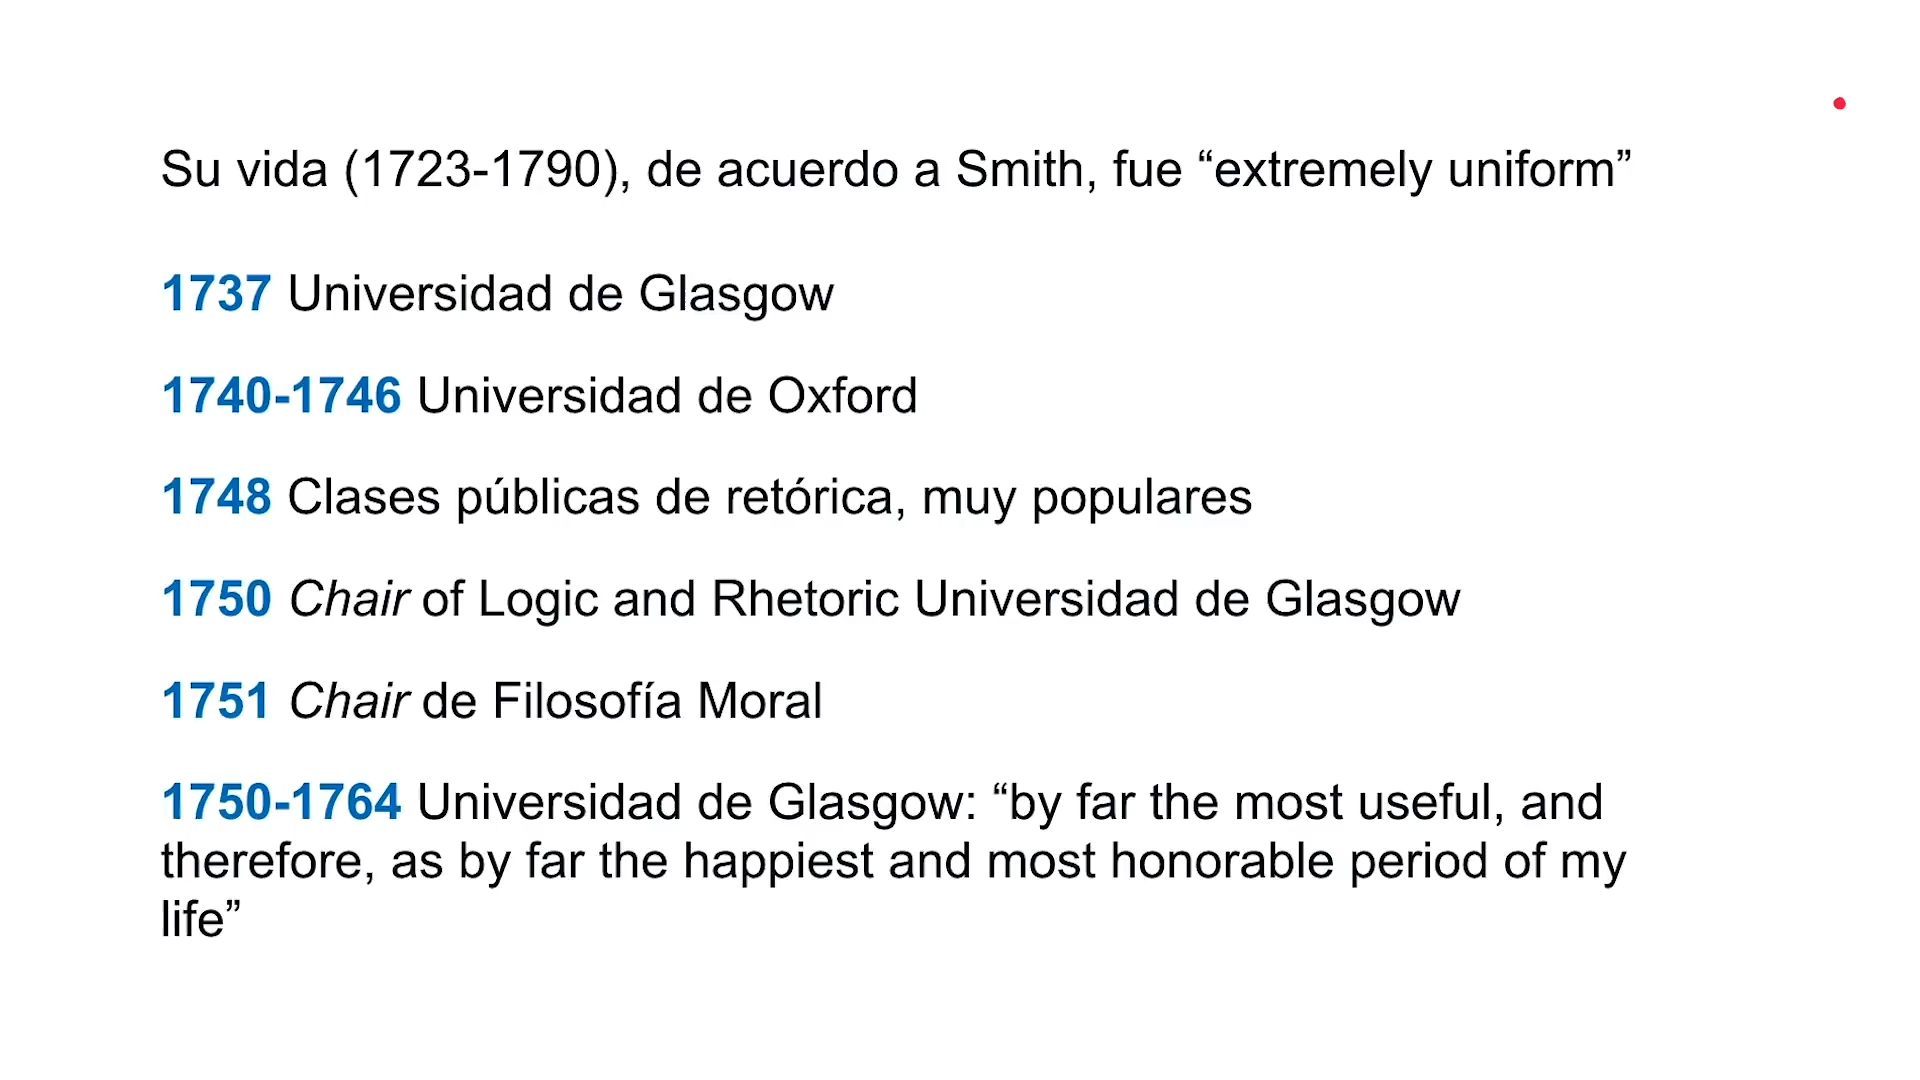 Su vida (1723-1790), de acuerdo a Smith, fue “extremely uniform”
1737 Universidad de Glasgow
1740-1746 Universidad de Oxford
1748 Clases públicas de retórica, muy populares
1750 Chair of Logic and Rhetoric Universidad de Glasgow
1751 Chair de Filosofía Moral
1750-1764 Universidad de Glasgow: “by far the most useful, and
therefore, as by far the happiest and most honorable period of my
life”